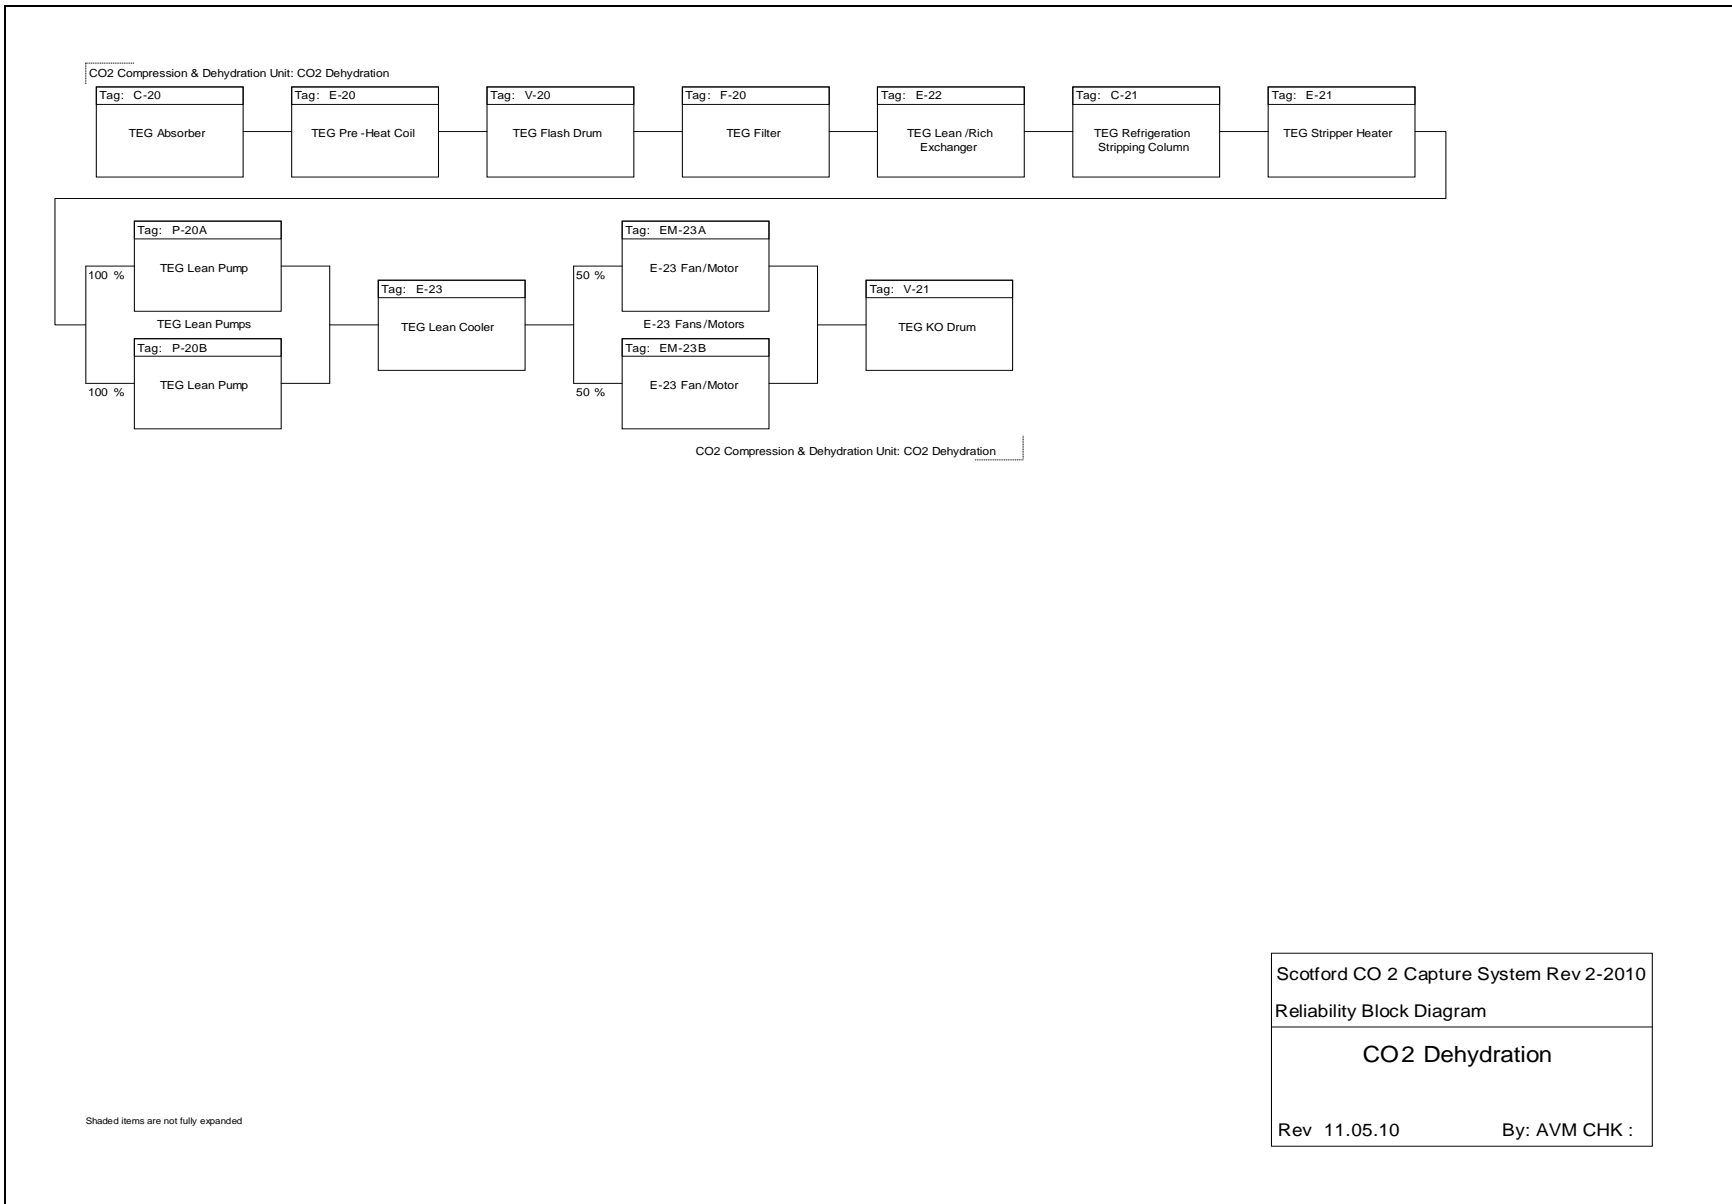 CO2 Compression & Dehydration Unit: CO2 Dehydration
Tag: C-20
TEG Absorber
Tag: E-20
TEG Pre -Heat Coil
Tag: V-20
TEG Flash Drum
Tag: F-20
TEG Filter
Tag: E-22
TEG Lean /Rich
Exchanger
Tag: C-21
TEG Refrigeration
Stripping Column
Tag: E-21
TEG Stripper Heater
100 %
Tag: P-20A
TEG Lean Pump
TEG Lean Pumps
100 %
Tag: P-20B
TEG Lean Pump
Tag: E-23
TEG Lean Cooler
50 %
Tag: EM-23A
E-23 Fan/Motor
E-23 Fans/Motors
50 %
Tag: EM-23B
E-23 Fan/Motor
Tag: V-21
TEG KO Drum
CO2 Compression & Dehydration Unit: CO2 Dehydration
Scotford CO 2 Capture System Rev 2-2010
Reliability Block Diagram
CO2 Dehydration
Rev 11.05.10 By: AVM CHK :
Shaded items are not fully expanded